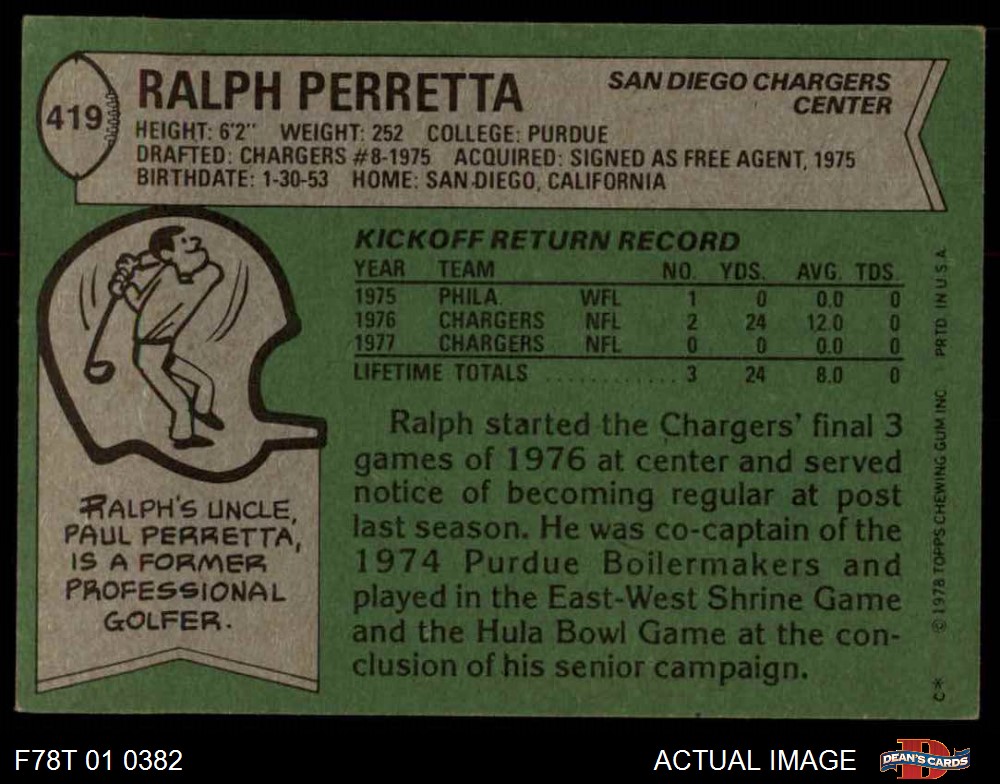 419
RALPH PERRETTA
SAN DIEGO CHARGERS
CENTER
HEIGHT: 6'2" WEIGHT: 252 COLLEGE: PURDUE
DRAFTED: CHARGERS #8-1975 ACQUIRED: SIGNED AS FREE AGENT, 1975
BIRTHDATE: 1-30-53 HOME: SAN DIEGO, CALIFORNIA
KICKOFF RETURN RECORD
YEAR TEAM NO. YDS. AVG. TDS.
1975 PHILA. WFL 1 0 0.0 0
1976 CHARGERS NFL 2 24 12.0 0
1977 CHARGERS NFL 0 0 0.0 0
LIFETIME TOTALS ............ 3 24 8.0 0
Ralph started the Chargers' final 3
games of 1976 at center and served
notice of becoming regular at post
last season. He was co-captain of the
1974 Purdue Boilermakers and
played in the East-West Shrine Game
and the Hula Bowl Game at the con-
clusion of his senior campaign.
RALPH'S UNCLE,
PAUL PERRETTA,
IS A FORMER
PROFESSIONAL
GOLFER.
C* © 1978 TOPPS CHEWING GUM INC. PRTD. IN U.S.A.
F78T 01 0382
ACTUAL IMAGE
D
DEAN'S CARDS